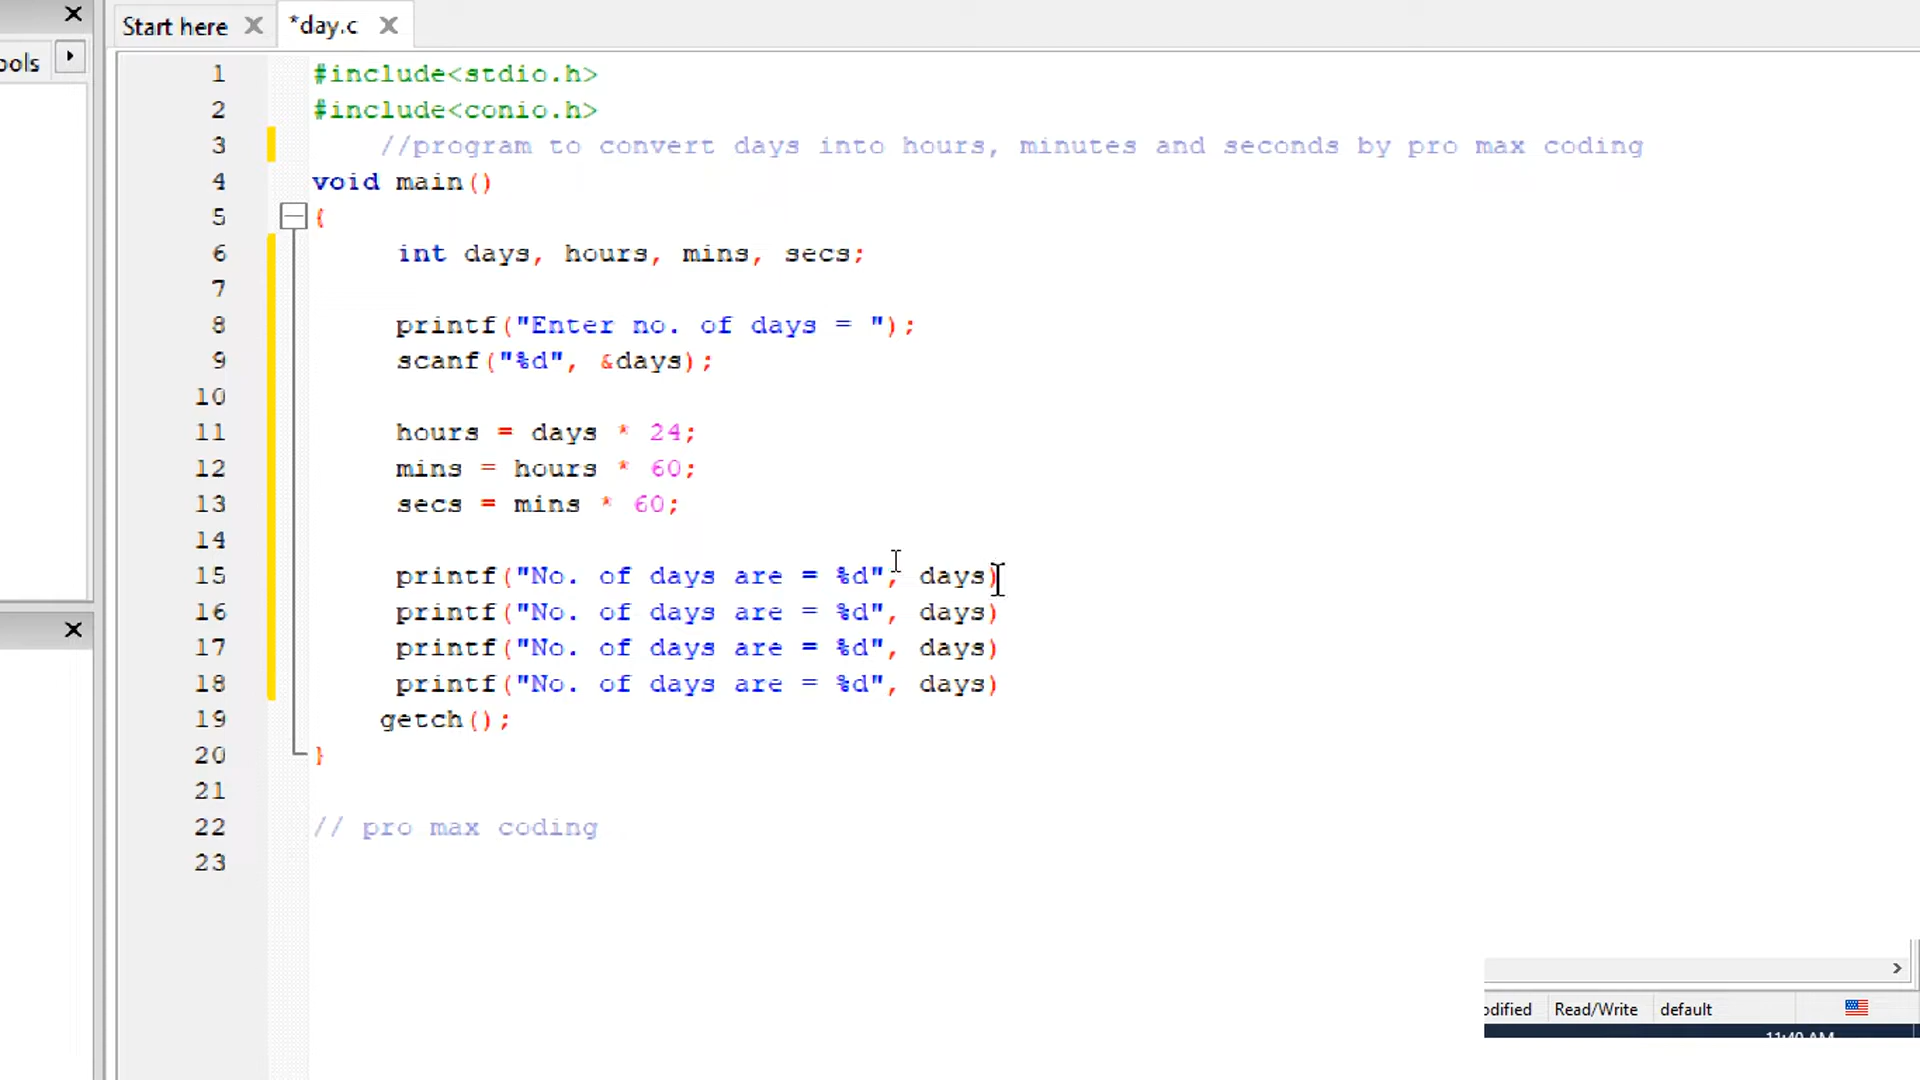 Start here
*day.c
ools
1 #include<stdio.h>
2 #include<conio.h>
3 //program to convert days into hours, minutes and seconds by pro max coding
4 void main()
5 {
6 int days, hours, mins, secs;
7
8 printf("Enter no. of days = ");
9 scanf("%d", &days);
10
11 hours = days * 24;
12 mins = hours * 60;
13 secs = mins * 60;
14
15 printf("No. of days are = %d", days)
16 printf("No. of days are = %d", days)
17 printf("No. of days are = %d", days)
18 printf("No. of days are = %d", days)
19 getch();
20 }
21
22 // pro max coding
23
odified Read/Write default
11:40 AM